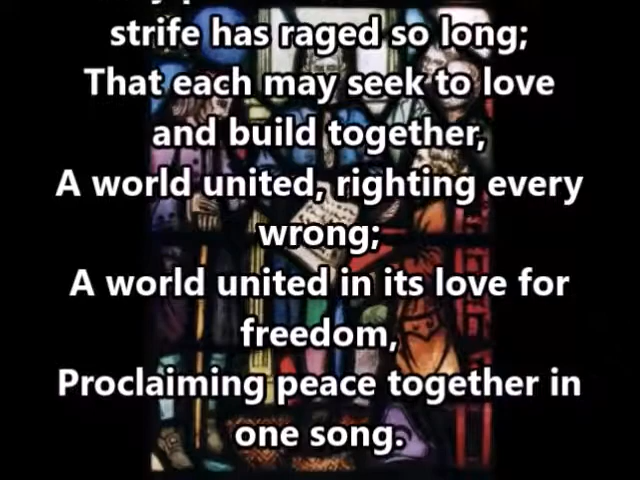 strife has raged so long;
That each may seek to love
and build together,
A world united, righting every
wrong;
A world united in its love for
freedom,
Proclaiming peace together in
one song.